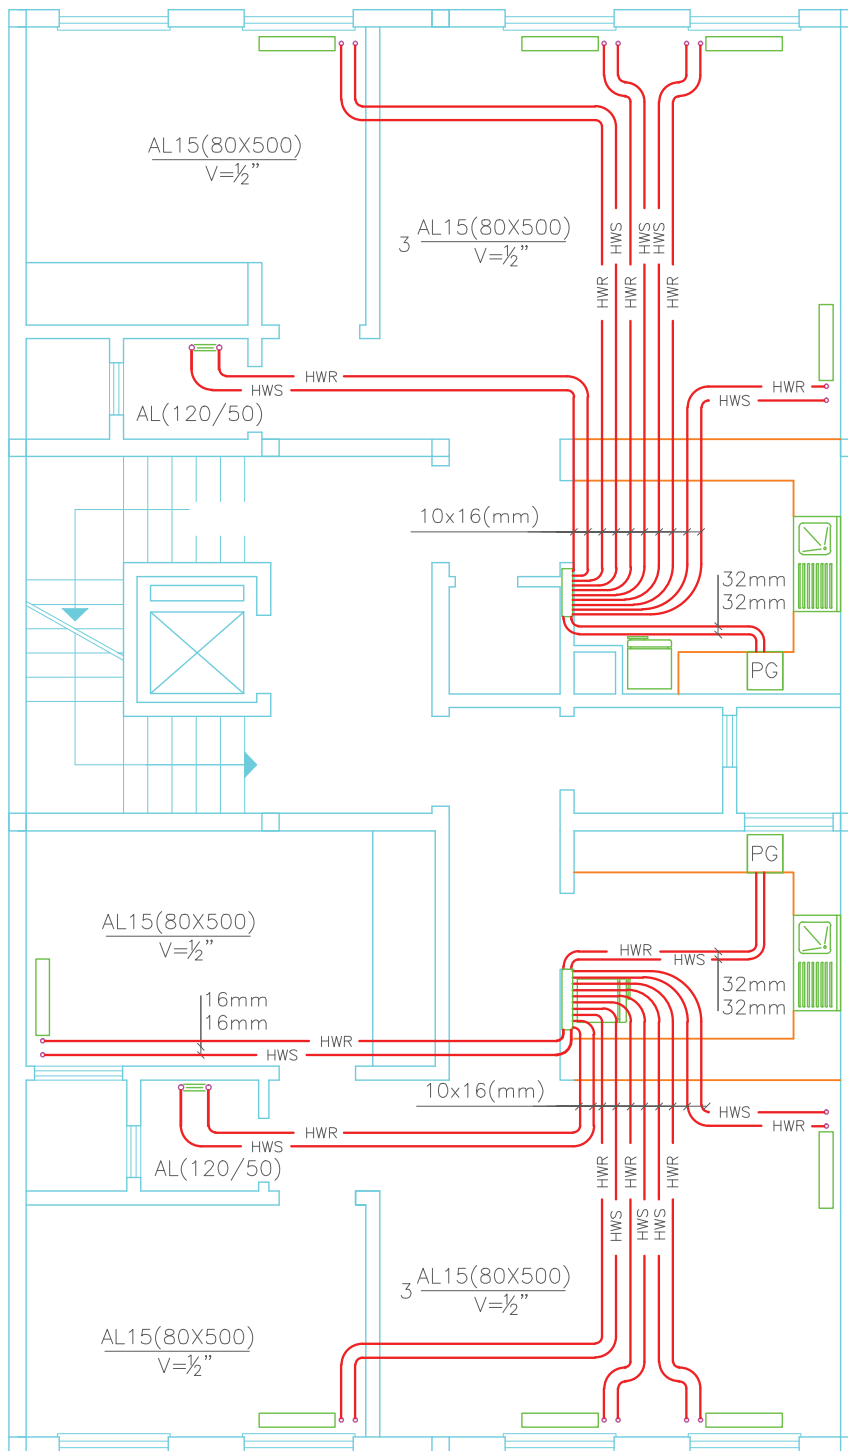 AL15(80X500)
V=½"
3 AL15(80X500)
V=½"
HWS
HWS
HWS
HWR
HWR
HWR
HWR
HWS
AL(120/50)
HWR
HWS
10x16(mm)
32mm
32mm
PG
PG
AL15(80X500)
V=½"
HWR
HWS
32mm
32mm
16mm
16mm
HWR
HWS
10x16(mm)
HWS
HWR
HWR
HWS
AL(120/50)
HWR
HWR
HWR
HWS
HWS
HWS
3 AL15(80X500)
V=½"
AL15(80X500)
V=½"